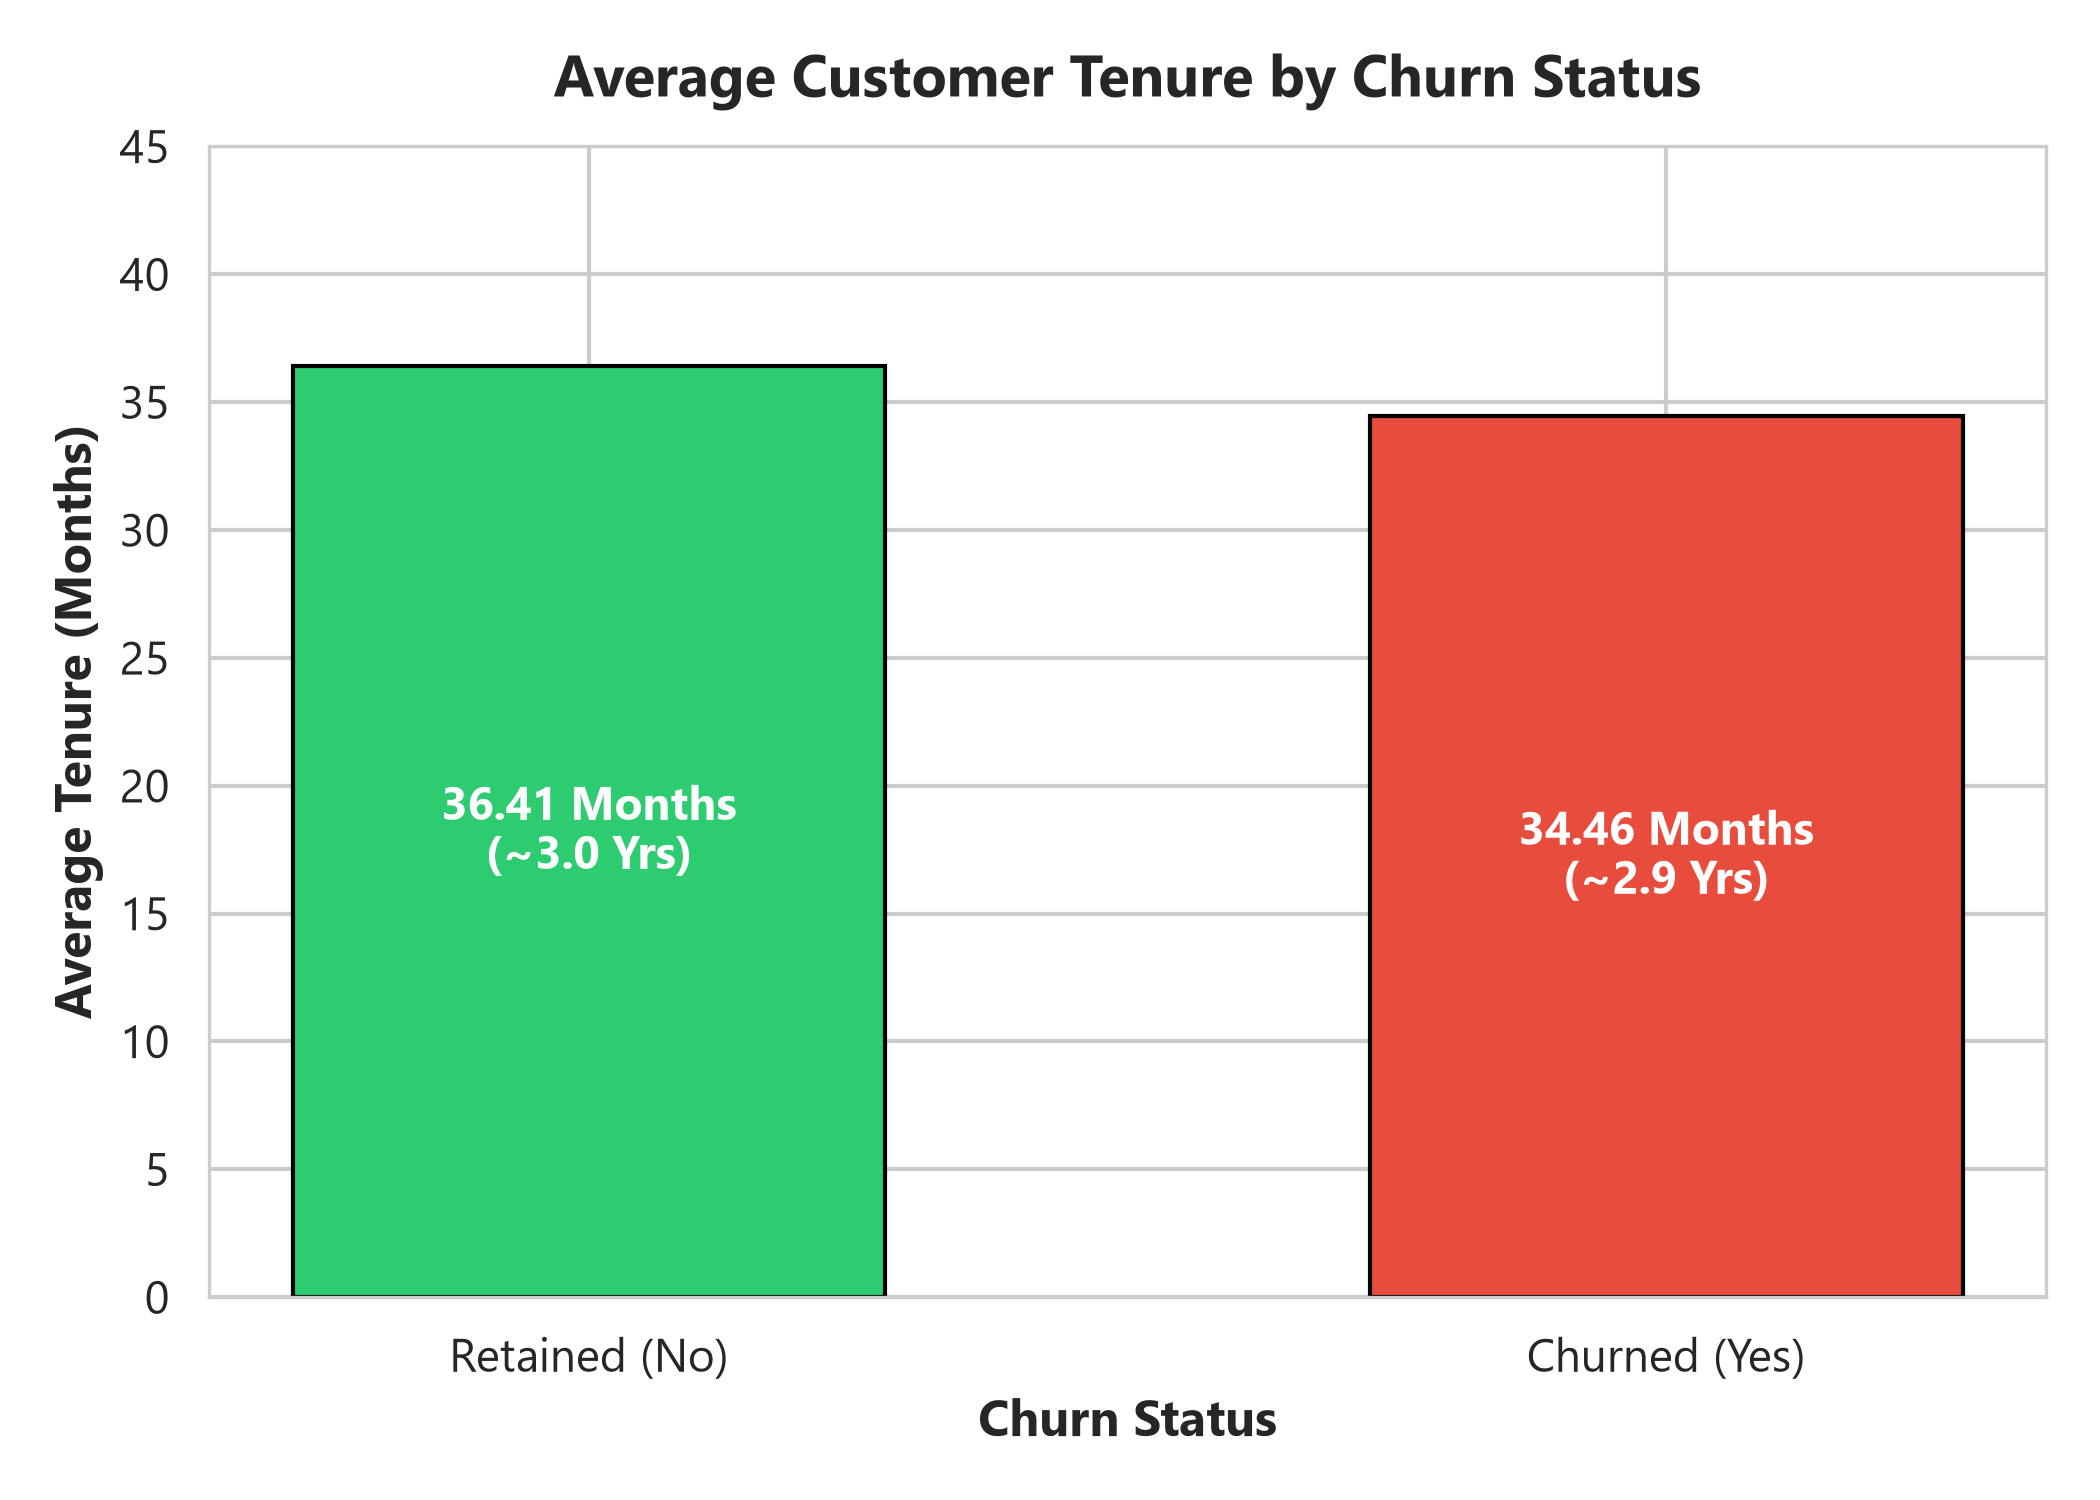 Average Customer Tenure by Churn Status
Average Tenure (Months)
45
40
35
30
25
20
15
10
5
0
36.41 Months
(~3.0 Yrs)
34.46 Months
(~2.9 Yrs)
Retained (No)
Churned (Yes)
Churn Status